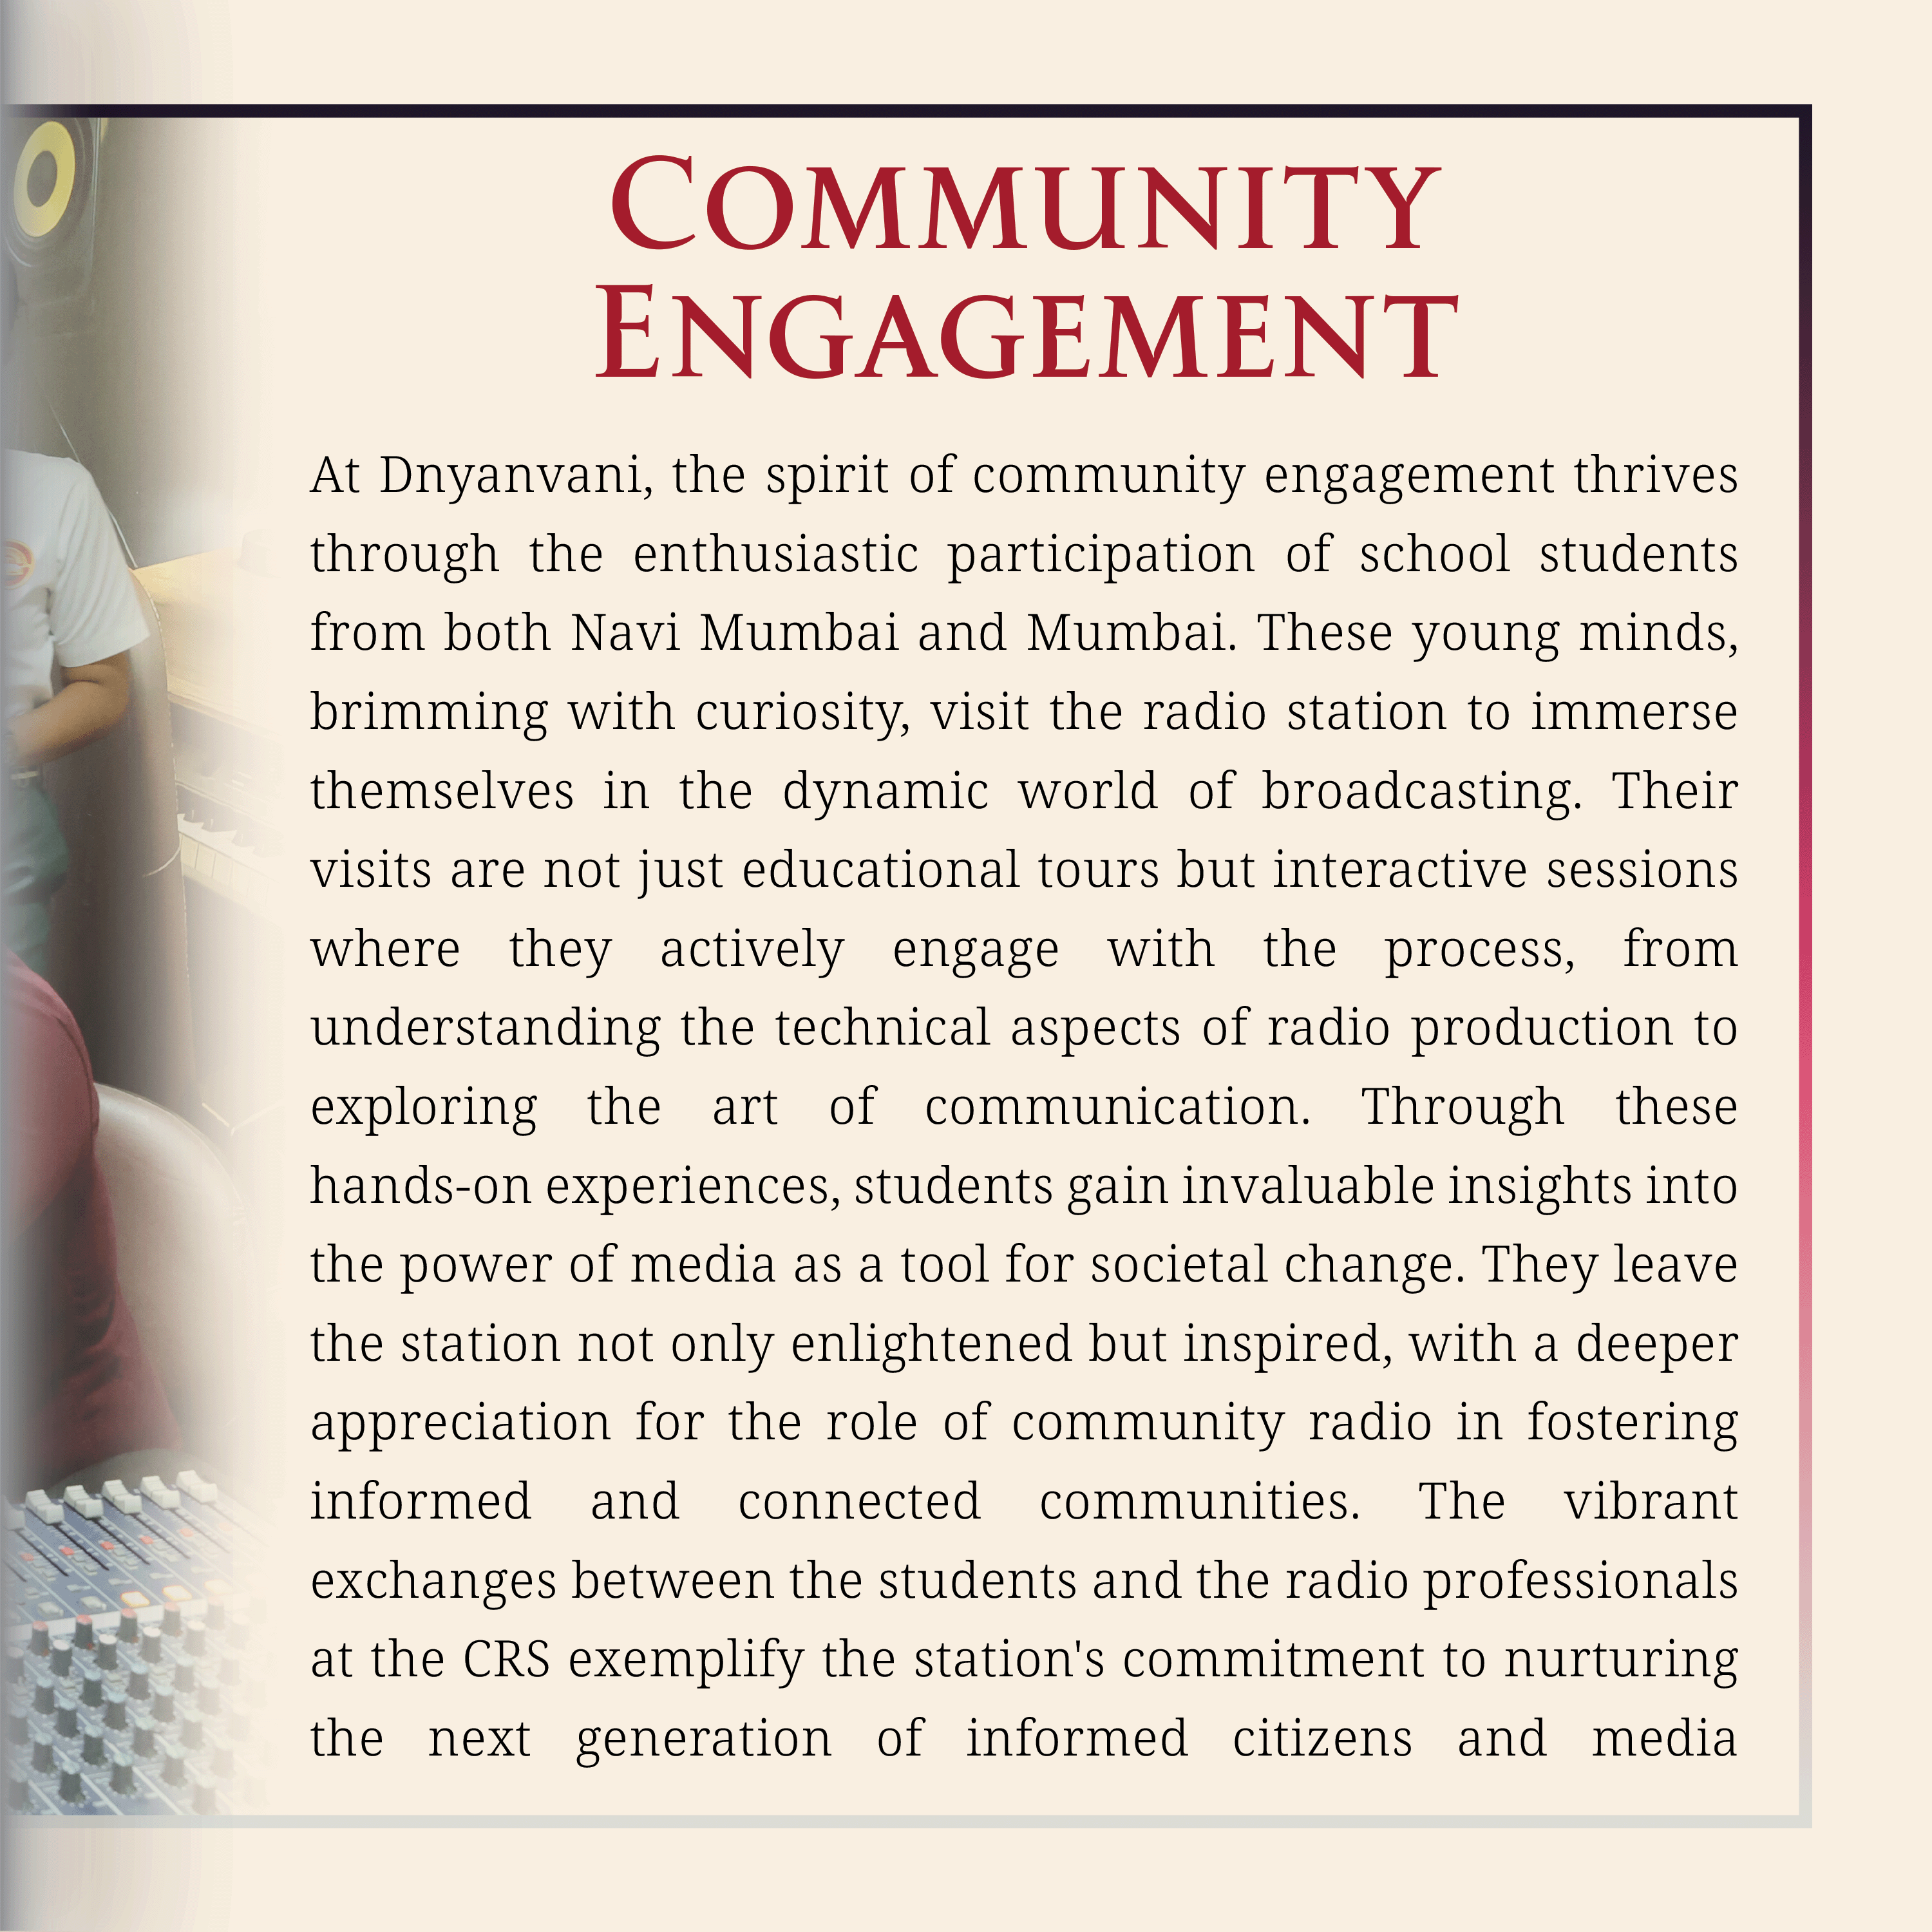 COMMUNITY
ENGAGEMENT
At Dnyanvani, the spirit of community engagement thrives
through the enthusiastic participation of school students
from both Navi Mumbai and Mumbai. These young minds,
brimming with curiosity, visit the radio station to immerse
themselves in the dynamic world of broadcasting. Their
visits are not just educational tours but interactive sessions
where they actively engage with the process, from
understanding the technical aspects of radio production to
exploring the art of communication. Through these
hands-on experiences, students gain invaluable insights into
the power of media as a tool for societal change. They leave
the station not only enlightened but inspired, with a deeper
appreciation for the role of community radio in fostering
informed and connected communities. The vibrant
exchanges between the students and the radio professionals
at the CRS exemplify the station's commitment to nurturing
the next generation of informed citizens and media